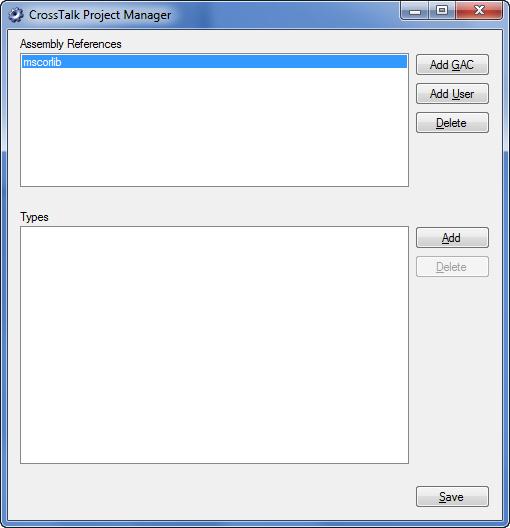 CrossTalk Project Manager
Assembly References
mscorlib
Add GAC
Add User
Delete
Types
Add
Delete
Save